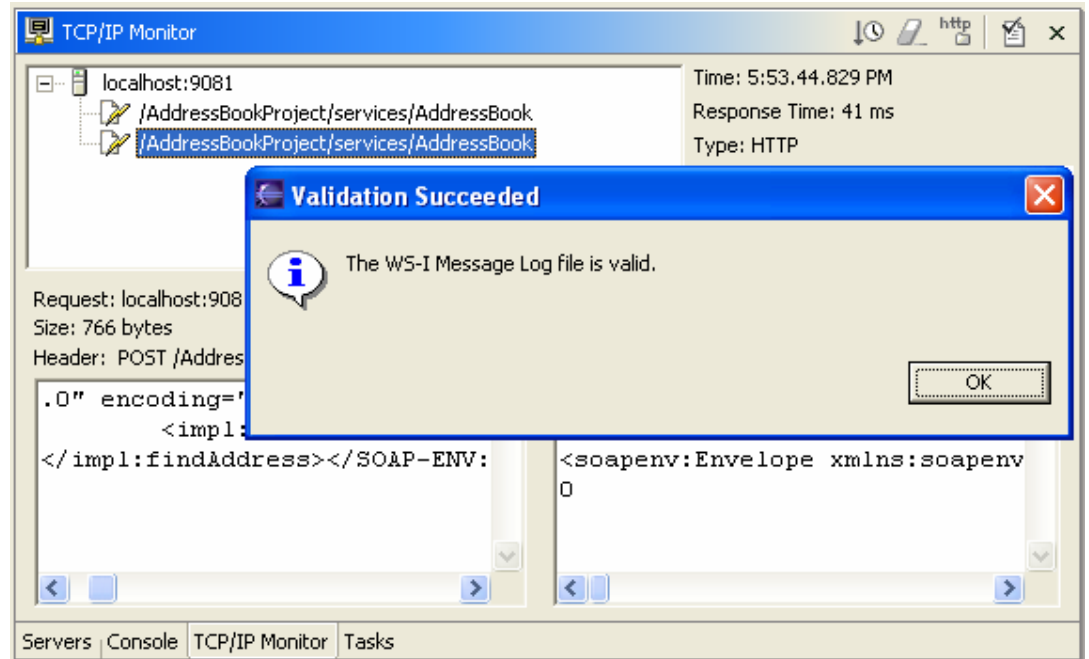 TCP/IP Monitor
http
localhost:9081
/AddressBookProject/services/AddressBook
/AddressBookProject/services/AddressBook
Time: 5:53.44.829 PM
Response Time: 41 ms
Type: HTTP
Validation Succeeded
The WS-I Message Log file is valid.
OK
Request: localhost:908
Size: 766 bytes
Header: POST /Addres
.0" encoding="
<impl:
</impl:findAddress></SOAP-ENV:
<soapenv:Envelope xmlns:soapenv
0
Servers Console TCP/IP Monitor Tasks